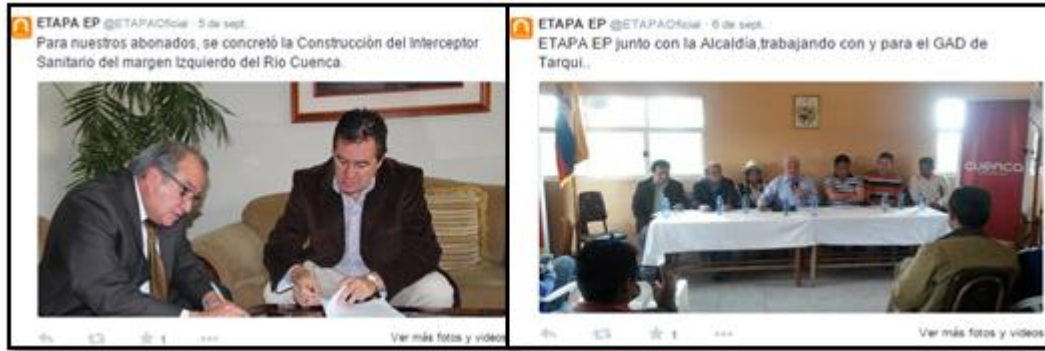 ETAPA EP @ETAPAOficial · 5 de sept.
Para nuestros abonados, se concretó la Construcción del Interceptor
Sanitario del margen Izquierdo del Río Cuenca.
1
Ver más fotos y videos
ETAPA EP @ETAPAOficial · 6 de sept.
ETAPA EP junto con la Alcaldía,trabajando con y para el GAD de
Tarqui..
cuenca
1
Ver más fotos y videos